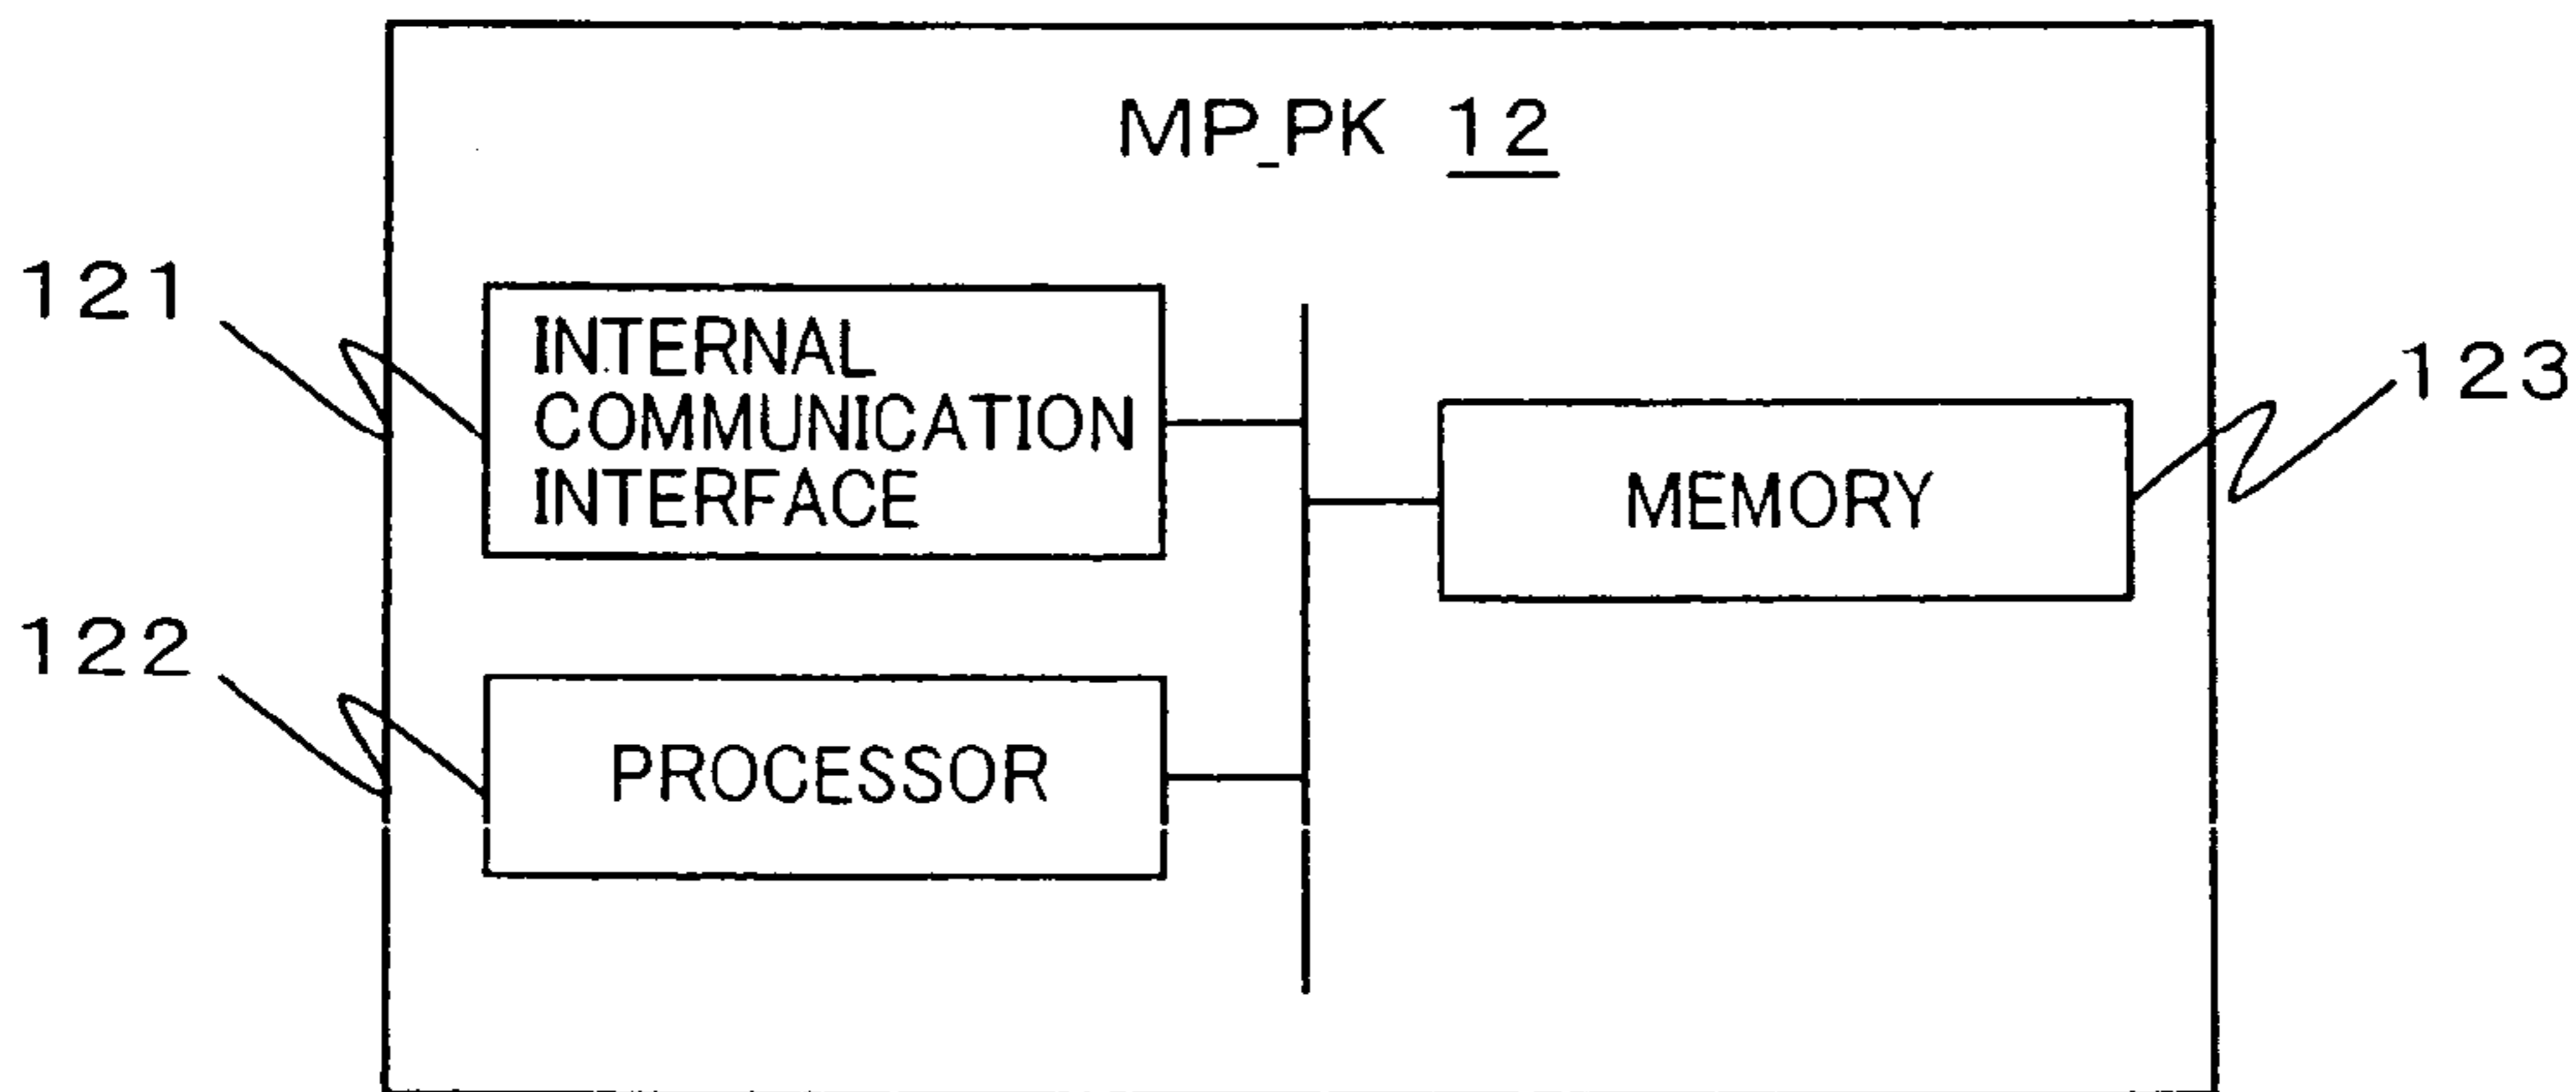 MP_PK 12
121
INTERNAL
COMMUNICATION
INTERFACE
123
MEMORY
122
PROCESSOR